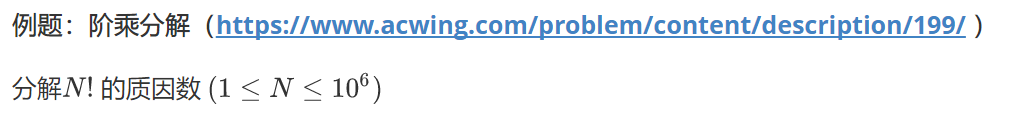 例题：阶乘分解（https://www.acwing.com/problem/content/description/199/ ）
分解N! 的质因数 (1 ≤ N ≤ 10⁶)